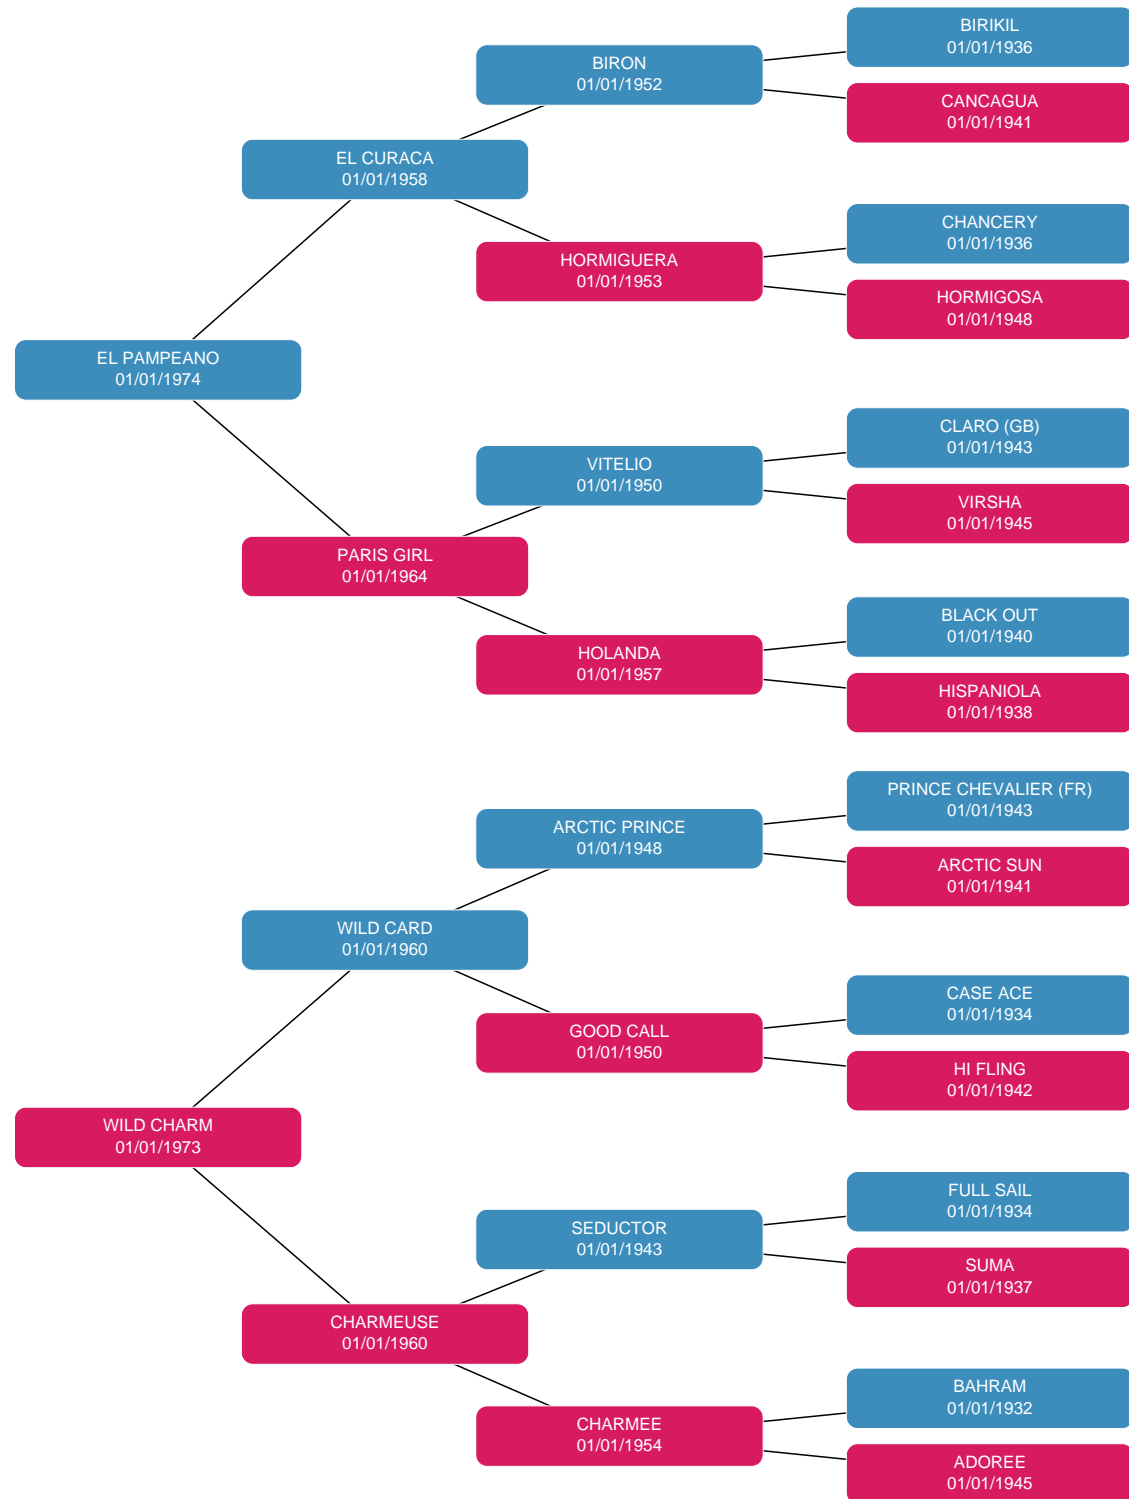 BIRIKIL
01/01/1936
BIRON
01/01/1952
CANCAGUA
01/01/1941
EL CURACA
01/01/1958
CHANCERY
01/01/1936
HORMIGUERA
01/01/1953
HORMIGOSA
01/01/1948
EL PAMPEANO
01/01/1974
CLARO (GB)
01/01/1943
VITELIO
01/01/1950
VIRSHA
01/01/1945
PARIS GIRL
01/01/1964
BLACK OUT
01/01/1940
HOLANDA
01/01/1957
HISPANIOLA
01/01/1938
PRINCE CHEVALIER (FR)
01/01/1943
ARCTIC PRINCE
01/01/1948
ARCTIC SUN
01/01/1941
WILD CARD
01/01/1960
CASE ACE
01/01/1934
GOOD CALL
01/01/1950
HI FLING
01/01/1942
WILD CHARM
01/01/1973
FULL SAIL
01/01/1934
SEDUCTOR
01/01/1943
SUMA
01/01/1937
CHARMEUSE
01/01/1960
BAHRAM
01/01/1932
CHARMEE
01/01/1954
ADOREE
01/01/1945